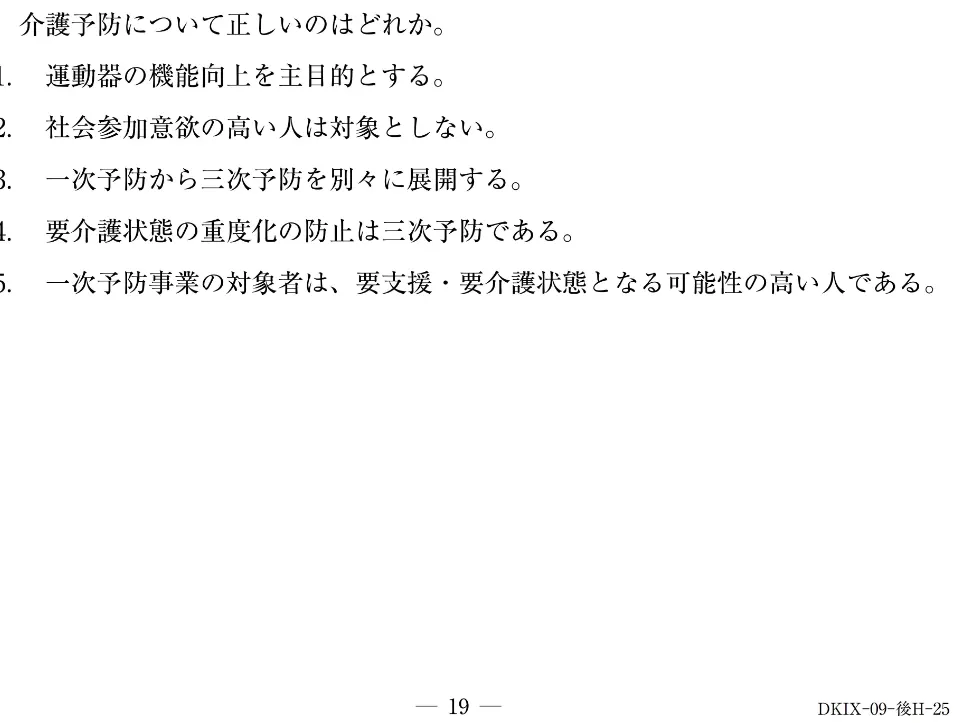 介護予防について正しいのはどれか。
1. 運動器の機能向上を主目的とする。
2. 社会参加意欲の高い人は対象としない。
3. 一次予防から三次予防を別々に展開する。
4. 要介護状態の重度化の防止は三次予防である。
5. 一次予防事業の対象者は、要支援・要介護状態となる可能性の高い人である。
— 19 —
DKIX-09-後H-25